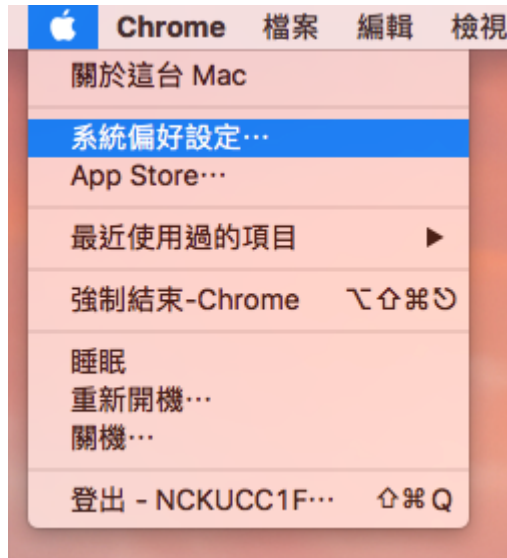 Chrome 檔案 編輯 檢視
關於這台 Mac
系統偏好設定…
App Store…
最近使用過的項目 ▶
強制結束-Chrome ⌥⇧⌘⎋
睡眠
重新開機…
關機…
登出 - NCKUCC1F… ⇧⌘Q